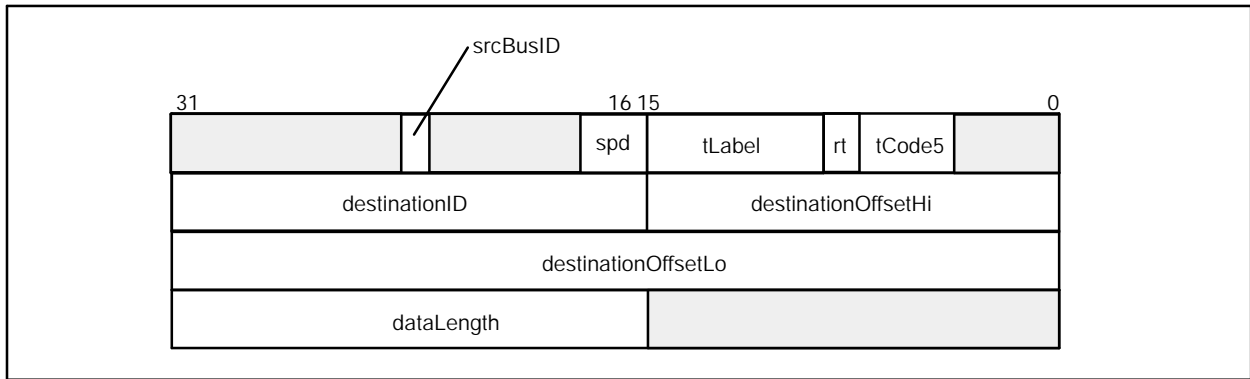 srcBusID
31 16 15 0
spd tLabel rt tCode5
destinationID destinationOffsetHi
destinationOffsetLo
dataLength